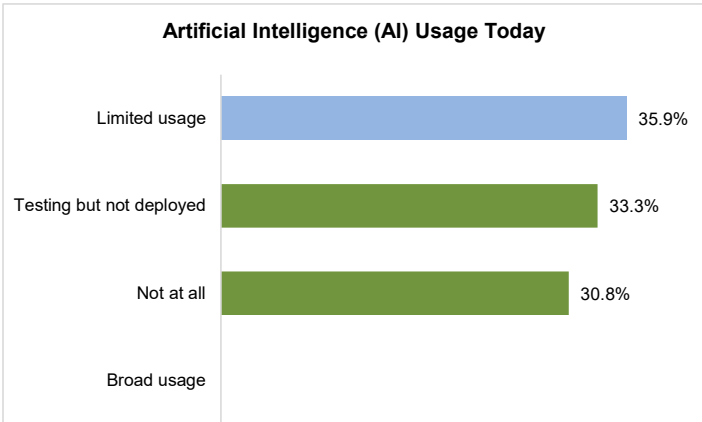 Artificial Intelligence (AI) Usage Today
Limited usage 35.9%
Testing but not deployed 33.3%
Not at all 30.8%
Broad usage